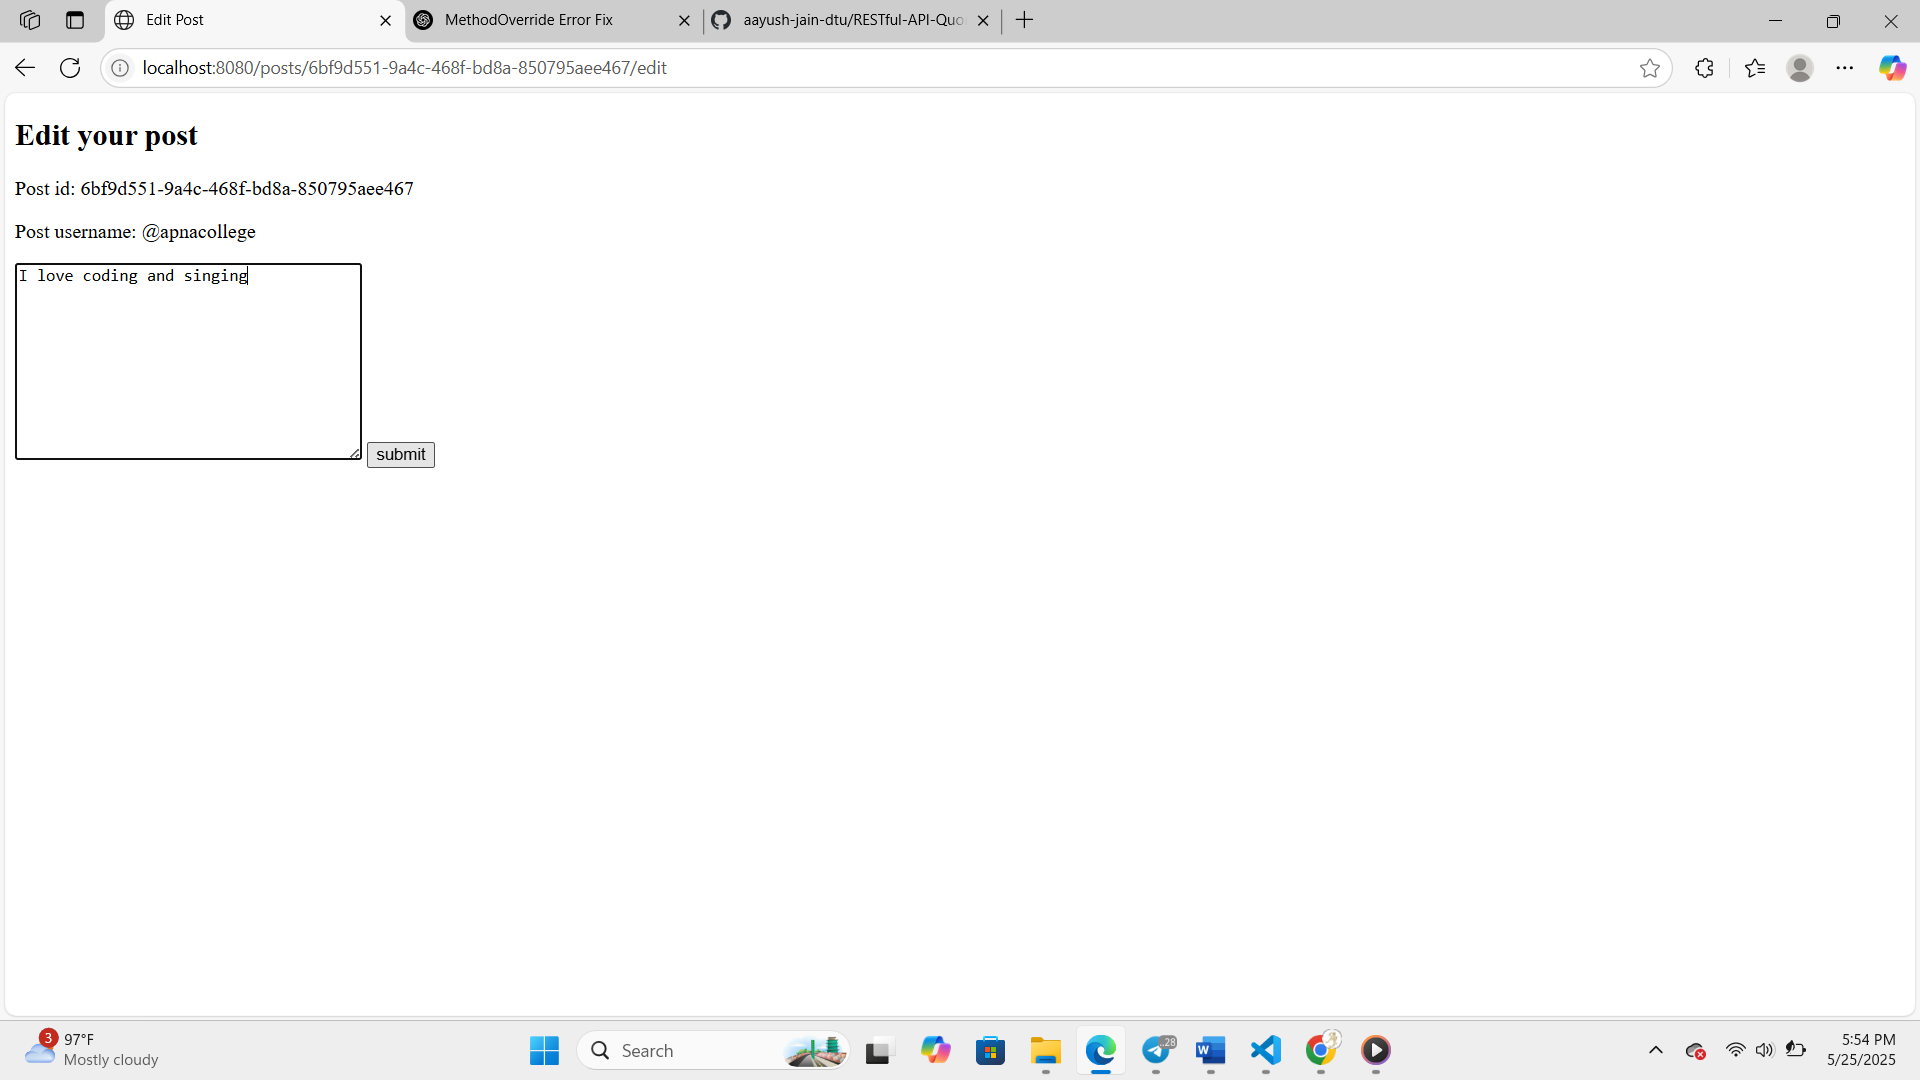 Edit Post
MethodOverride Error Fix
aayush-jain-dtu/RESTful-API-Quo
localhost:8080/posts/6bf9d551-9a4c-468f-bd8a-850795aee467/edit
Edit your post
Post id: 6bf9d551-9a4c-468f-bd8a-850795aee467
Post username: @apnacollege
I love coding and singing
submit
3
97°F
Mostly cloudy
Search
..28
W
5:54 PM
5/25/2025